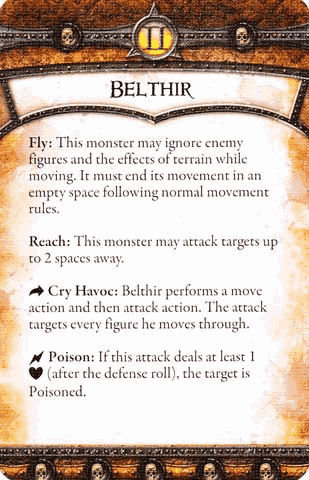 II
BELTHIR
Fly: This monster may ignore enemy
figures and the effects of terrain while
moving. It must end its movement in an
empty space following normal movement
rules.
Reach: This monster may attack targets up
to 2 spaces away.
Cry Havoc: Belthir performs a move
action and then attack action. The attack
targets every figure he moves through.
Poison: If this attack deals at least 1
(after the defense roll), the target is
Poisoned.